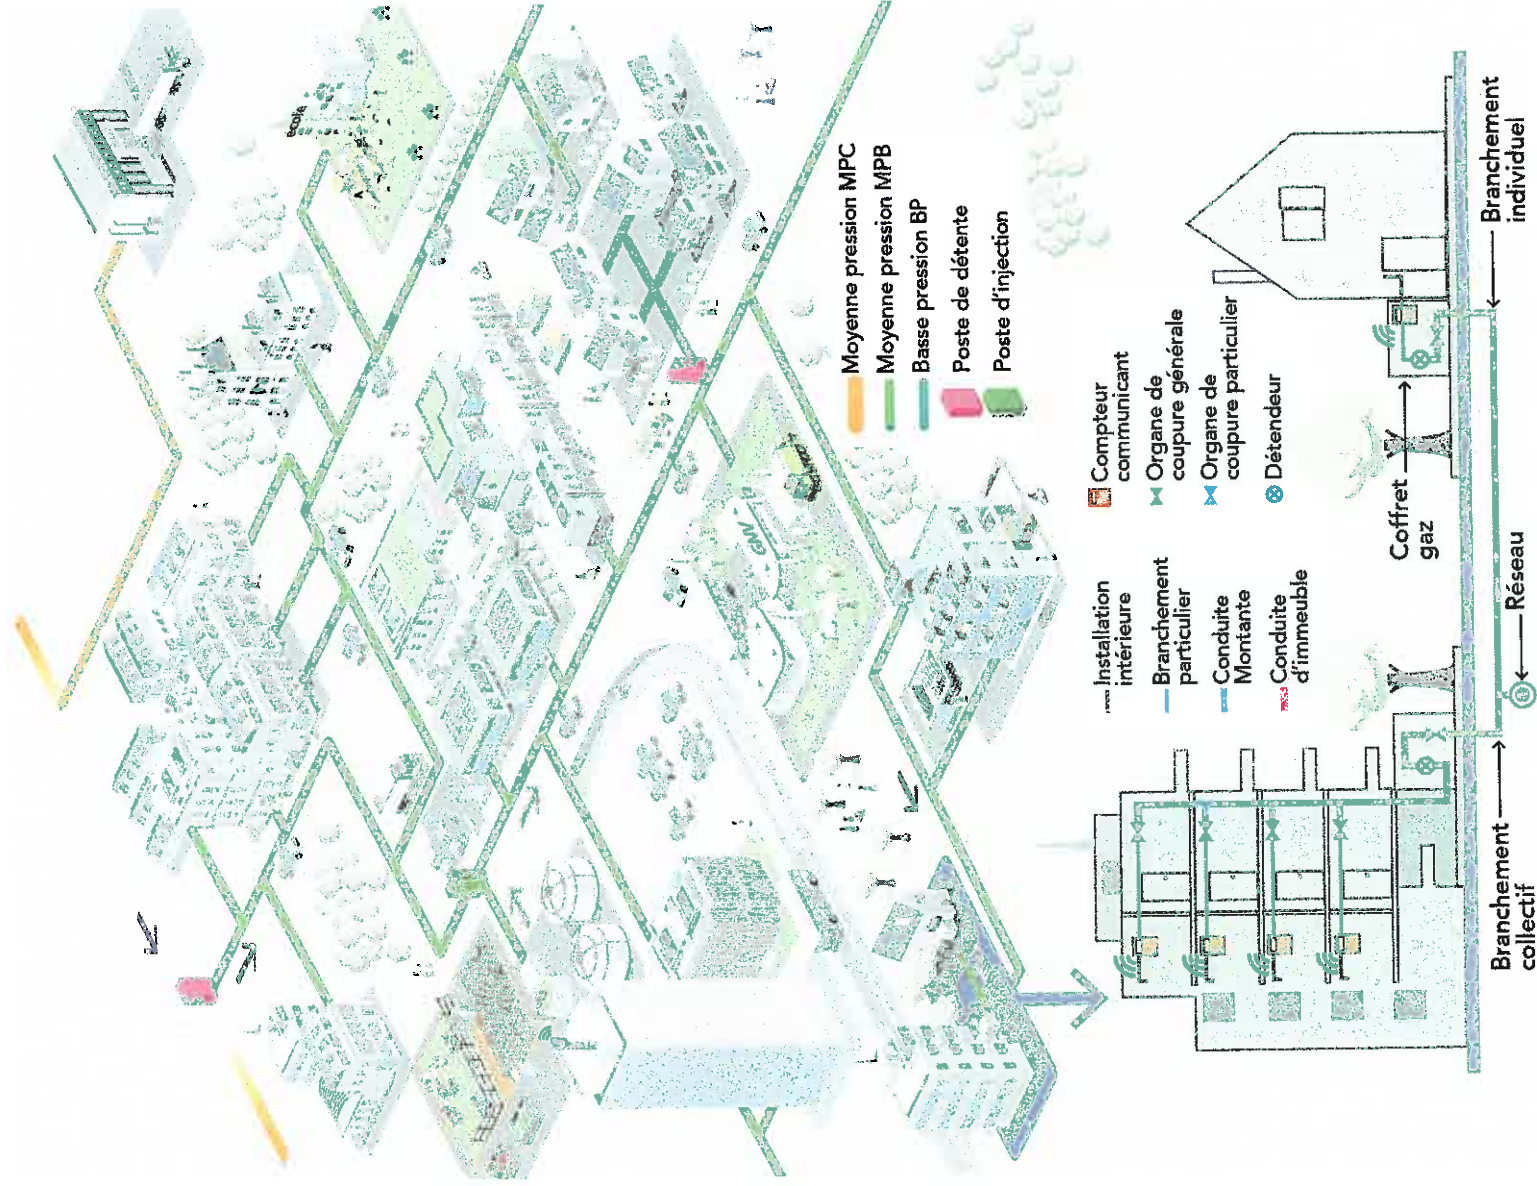 école
GNV
Moyenne pression MPC
Moyenne pression MPB
Basse pression BP
Poste de détente
Poste d'injection
Installation
intérieure
Branchement
particulier
Conduite
Montante
Conduite
d'immeuble
Compteur
communicant
Organe de
coupure générale
Organe de
coupure particulier
Détendeur
Coffret
gaz
Branchement
collectif
Réseau
Branchement
individuel